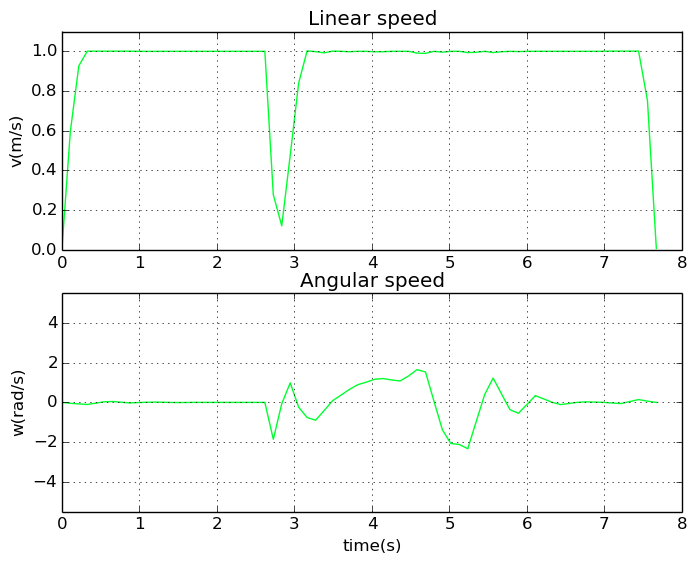 Linear speed
1.0
0.8
0.6
0.4
0.2
0.0
v(m/s)
0 1 2 3 4 5 6 7 8
Angular speed
4
2
0
−2
−4
w(rad/s)
0 1 2 3 4 5 6 7 8
time(s)